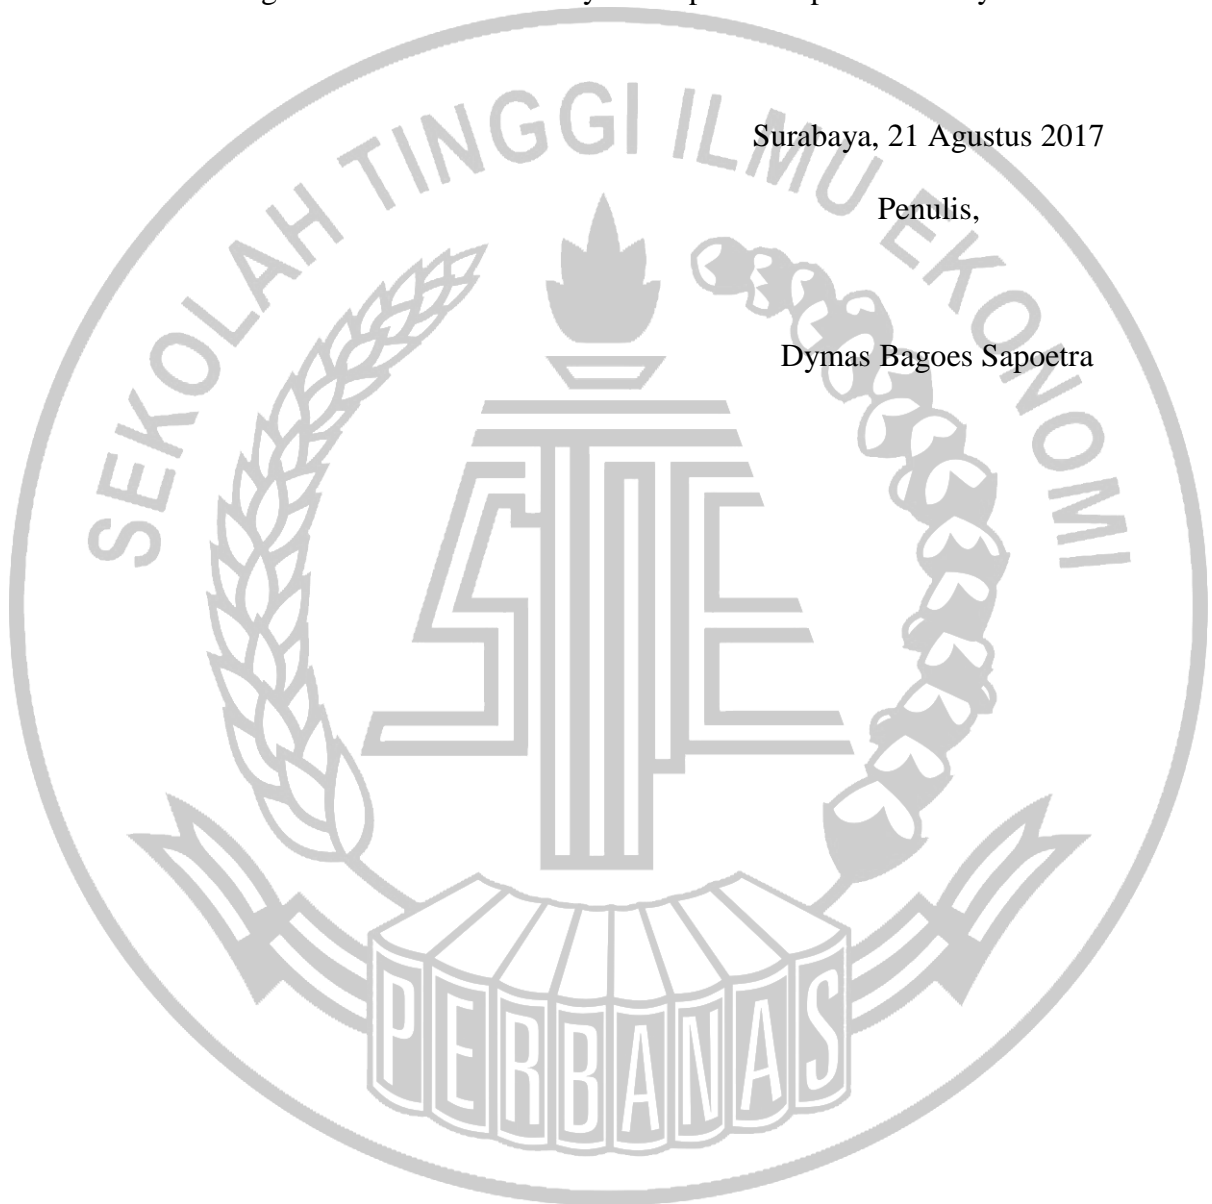 Surabaya, 21 Agustus 2017
Penulis,
Dymas Bagoes Sapoetra
SEKOLAH TINGGI ILMU EKONOMI
STIE
PERBANAS